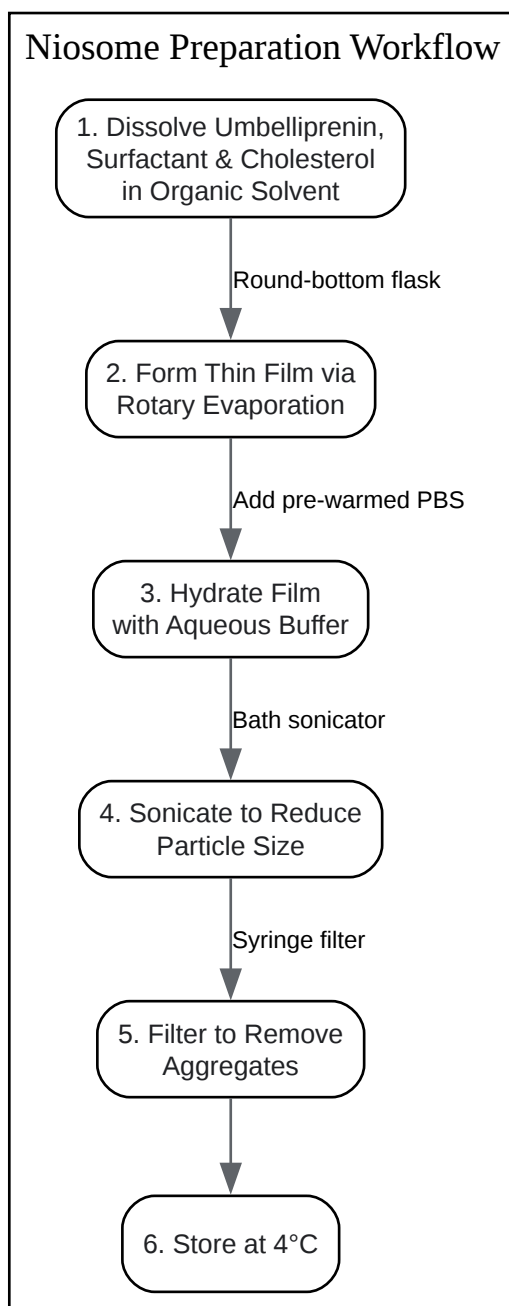 Niosome Preparation Workflow
1. Dissolve Umbelliprenin,
Surfactant & Cholesterol
in Organic Solvent
Round-bottom flask
2. Form Thin Film via
Rotary Evaporation
Add pre-warmed PBS
3. Hydrate Film
with Aqueous Buffer
Bath sonicator
4. Sonicate to Reduce
Particle Size
Syringe filter
5. Filter to Remove
Aggregates
6. Store at 4°C